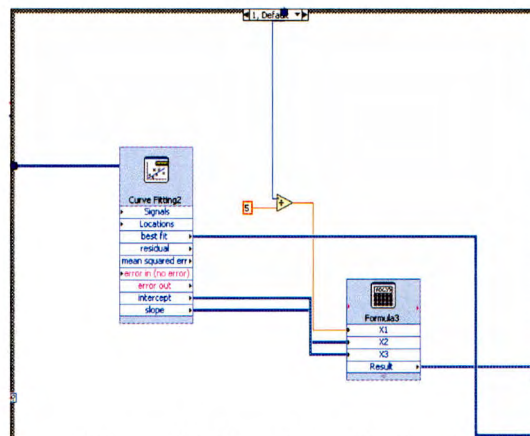 1, Default
Curve Fitting2
Signals
Locations
best fit
residual
mean squared err
error in (no error)
error out
intercept
slope
5
Formula3
X1
X2
X3
Result